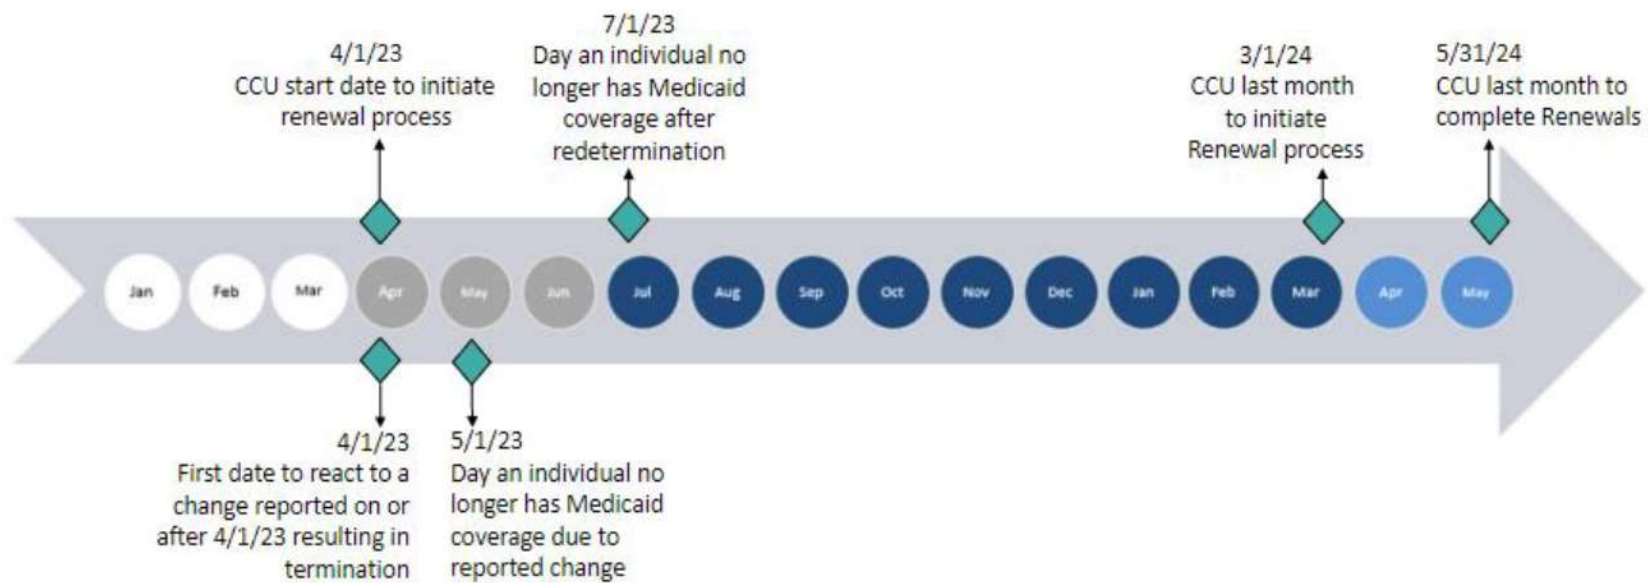 4/1/23
CCU start date to initiate
renewal process
7/1/23
Day an individual no
longer has Medicaid
coverage after
redetermination
3/1/24
CCU last month
to initiate
Renewal process
5/31/24
CCU last month to
complete Renewals
Jan
Feb
Mar
Apr
May
Jun
Jul
Aug
Sep
Oct
Nov
Dec
Jan
Feb
Mar
Apr
May
4/1/23
First date to react to a
change reported on or
after 4/1/23 resulting in
termination
5/1/23
Day an individual no
longer has Medicaid
coverage due to
reported change